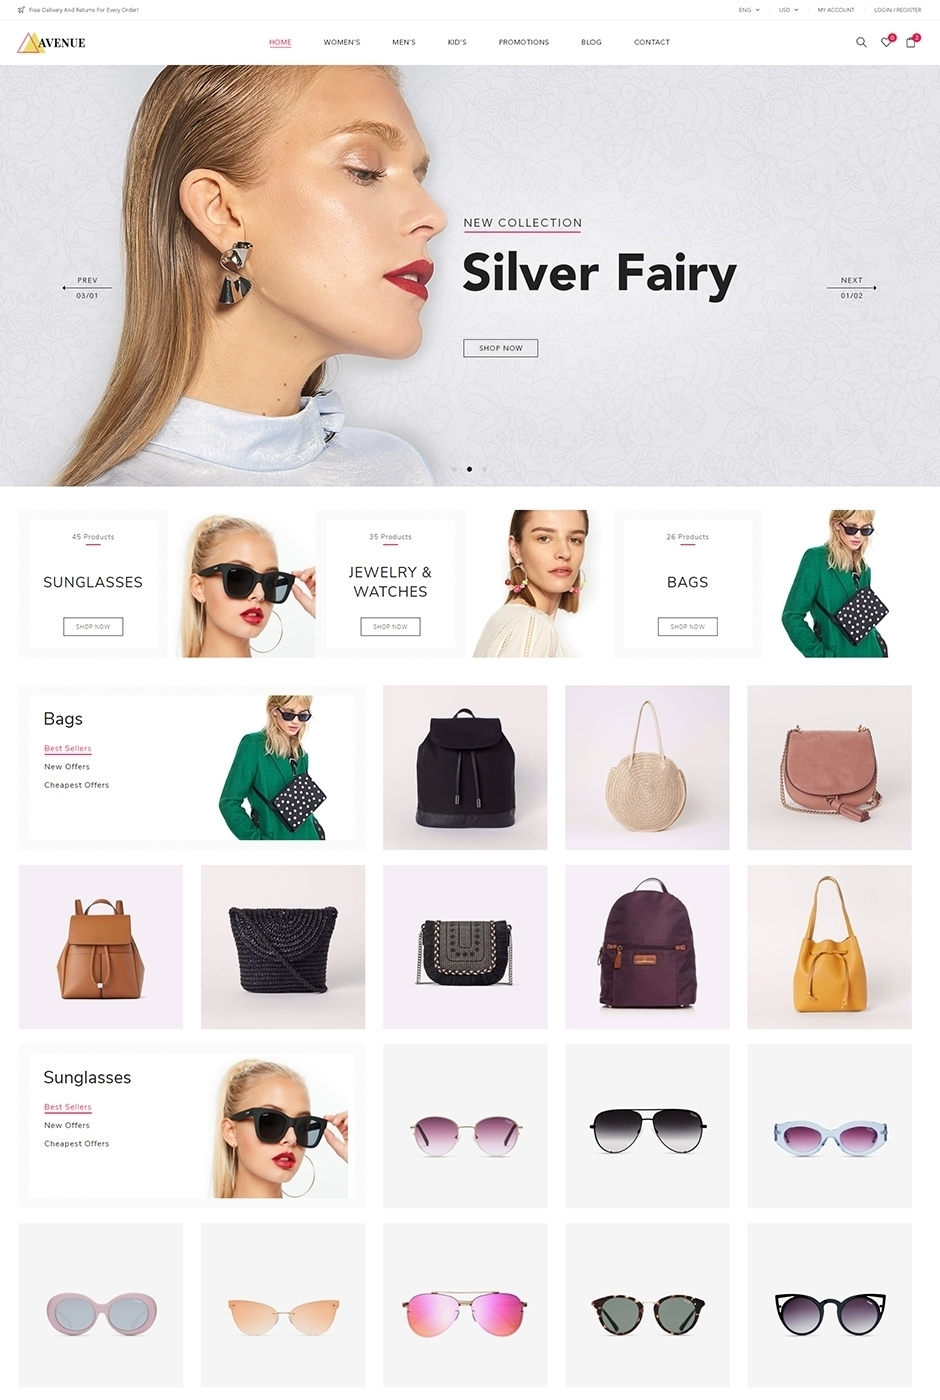 Free Delivery And Returns For Every Order!
ENG
USD
MY ACCOUNT
LOGIN / REGISTER
AVENUE
HOME
WOMEN'S
MEN'S
KID'S
PROMOTIONS
BLOG
CONTACT
NEW COLLECTION
Silver Fairy
PREV
03/01
NEXT
01/02
SHOP NOW
45 Products
SUNGLASSES
SHOP NOW
35 Products
JEWELRY &
WATCHES
SHOP NOW
26 Products
BAGS
SHOP NOW
Bags
Best Sellers
New Offers
Cheapest Offers
Sunglasses
Best Sellers
New Offers
Cheapest Offers